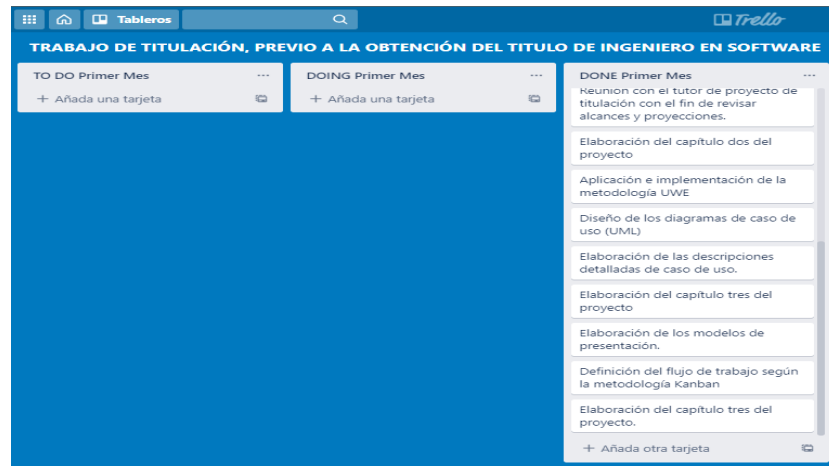 Tableros
Trello
TRABAJO DE TITULACIÓN, PREVIO A LA OBTENCIÓN DEL TITULO DE INGENIERO EN SOFTWARE
TO DO Primer Mes
+ Añada una tarjeta
DOING Primer Mes
+ Añada una tarjeta
DONE Primer Mes
Reunión con el tutor de proyecto de
titulación con el fin de revisar
alcances y proyecciones.
Elaboración del capítulo dos del
proyecto
Aplicación e implementación de la
metodología UWE
Diseño de los diagramas de caso de
uso (UML)
Elaboración de las descripciones
detalladas de caso de uso.
Elaboración del capítulo tres del
proyecto
Elaboración de los modelos de
presentación.
Definición del flujo de trabajo según
la metodología Kanban
Elaboración del capítulo tres del
proyecto.
+ Añada otra tarjeta